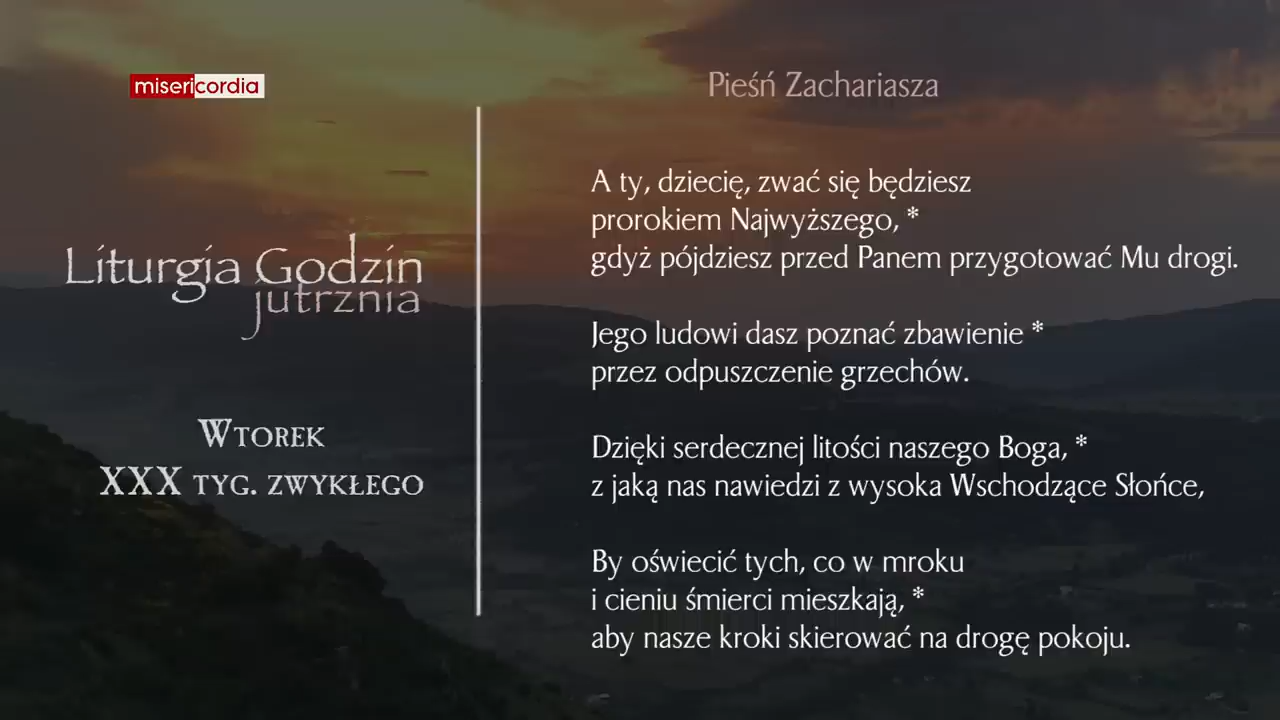 misericordia
Liturgia Godzin
jutrznia
Wtorek
XXX tyg. zwykłego
Pieśń Zachariasza
A ty, dziecię, zwać się będziesz
prorokiem Najwyższego, *
gdyż pójdziesz przed Panem przygotować Mu drogi.
Jego ludowi dasz poznać zbawienie *
przez odpuszczenie grzechów.
Dzięki serdecznej litości naszego Boga, *
z jaką nas nawiedzi z wysoka Wschodzące Słońce,
By oświecić tych, co w mroku
i cieniu śmierci mieszkają, *
aby nasze kroki skierować na drogę pokoju.